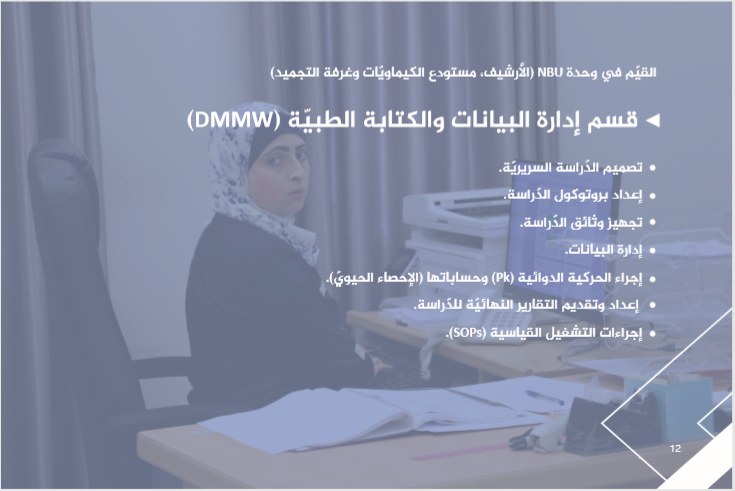 القيّم في وحدة NBU (الأرشيف، مستودع الكيماويّات وغرفة التجميد)
◄ قسم إدارة البيانات والكتابة الطبيّة (DMMW)
• تصميم الدّراسة السريريّة.
• إعداد بروتوكول الدّراسة.
• تجهيز وثائق الدّراسة.
• إدارة البيانات.
• إجراء الحركية الدوائية (Pk) وحساباتها (الإحصاء الحيويّ).
• إعداد وتقديم التقارير النهائيّة للدّراسة.
• إجراءات التشغيل القياسية (SOPs).
12